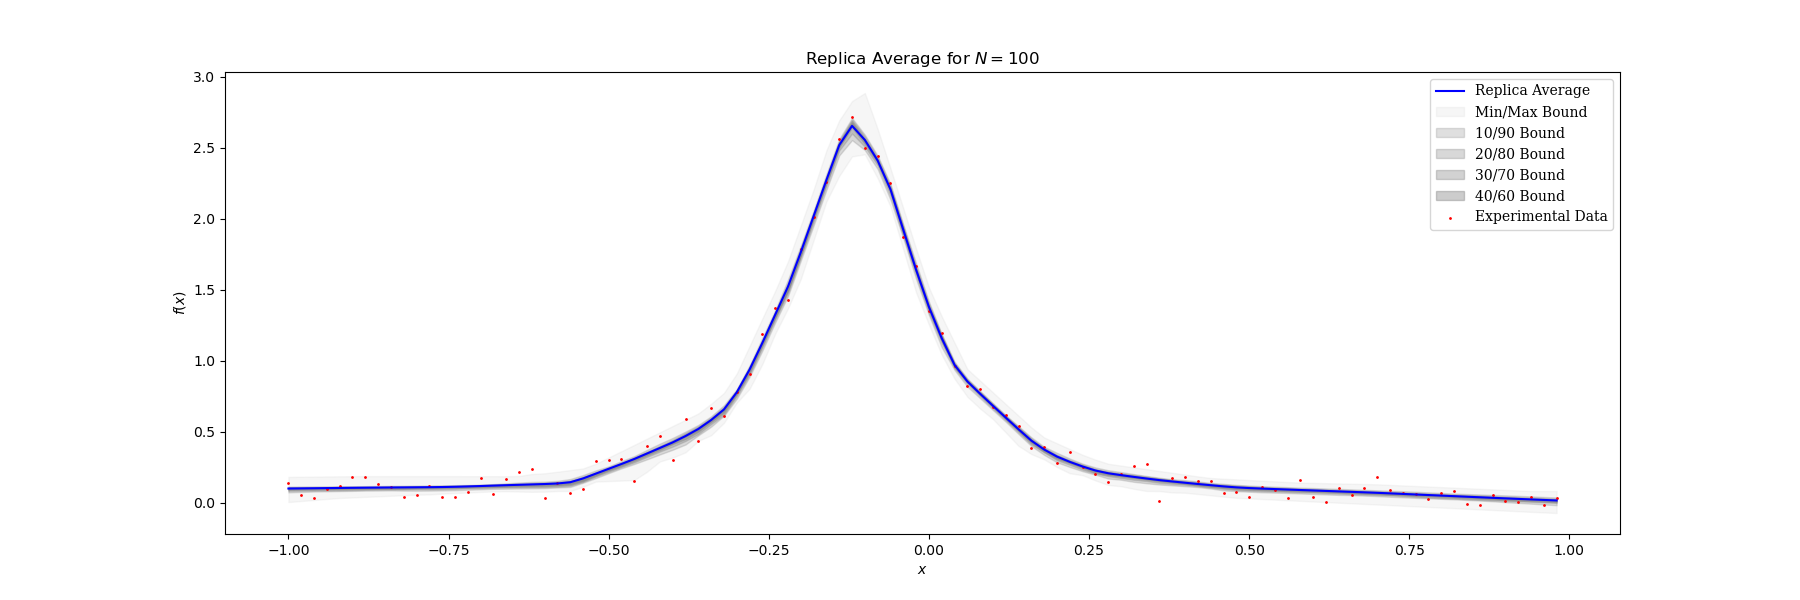 Replica Average for N = 100
3.0
2.5
2.0
1.5
1.0
0.5
0.0
f(x)
−1.00 −0.75 −0.50 −0.25 0.00 0.25 0.50 0.75 1.00
x
Replica Average
Min/Max Bound
10/90 Bound
20/80 Bound
30/70 Bound
40/60 Bound
Experimental Data